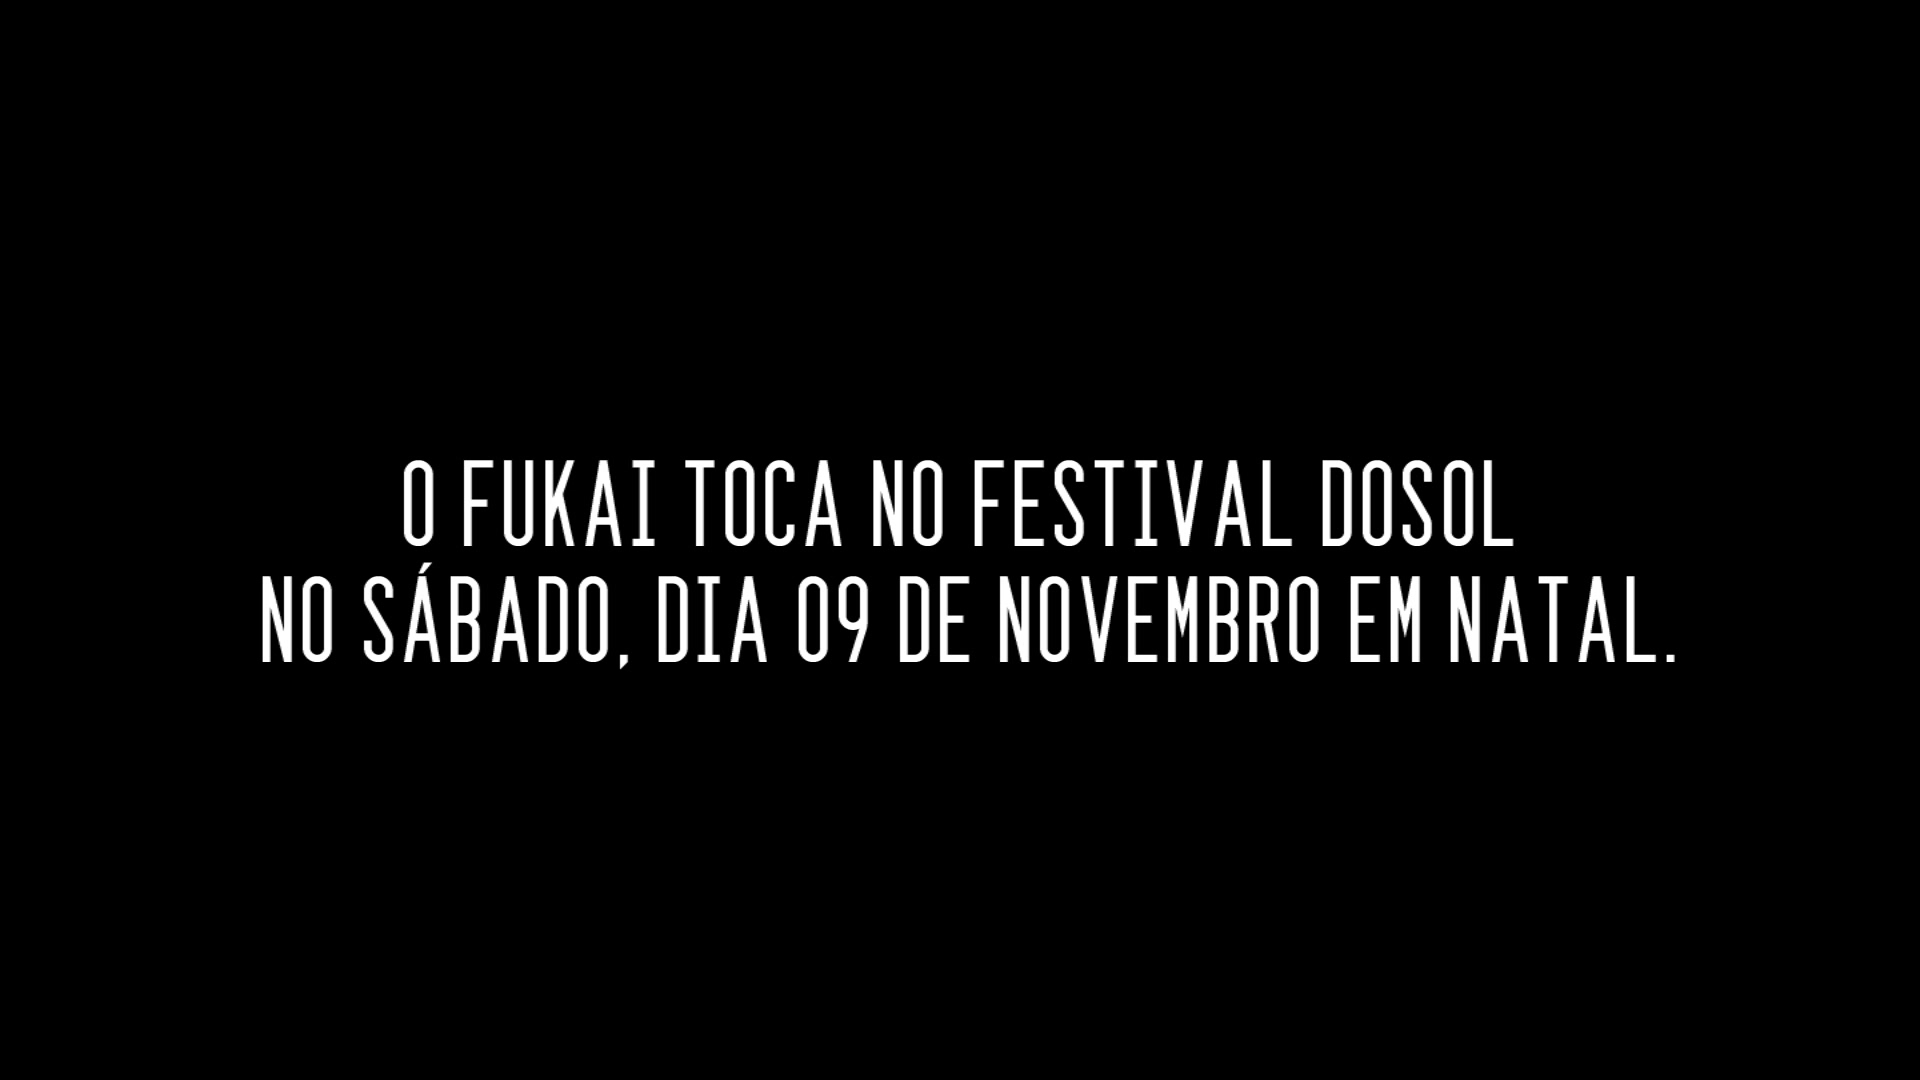 O FUKAI TOCA NO FESTIVAL DOSOL
NO SÁBADO, DIA 09 DE NOVEMBRO EM NATAL.